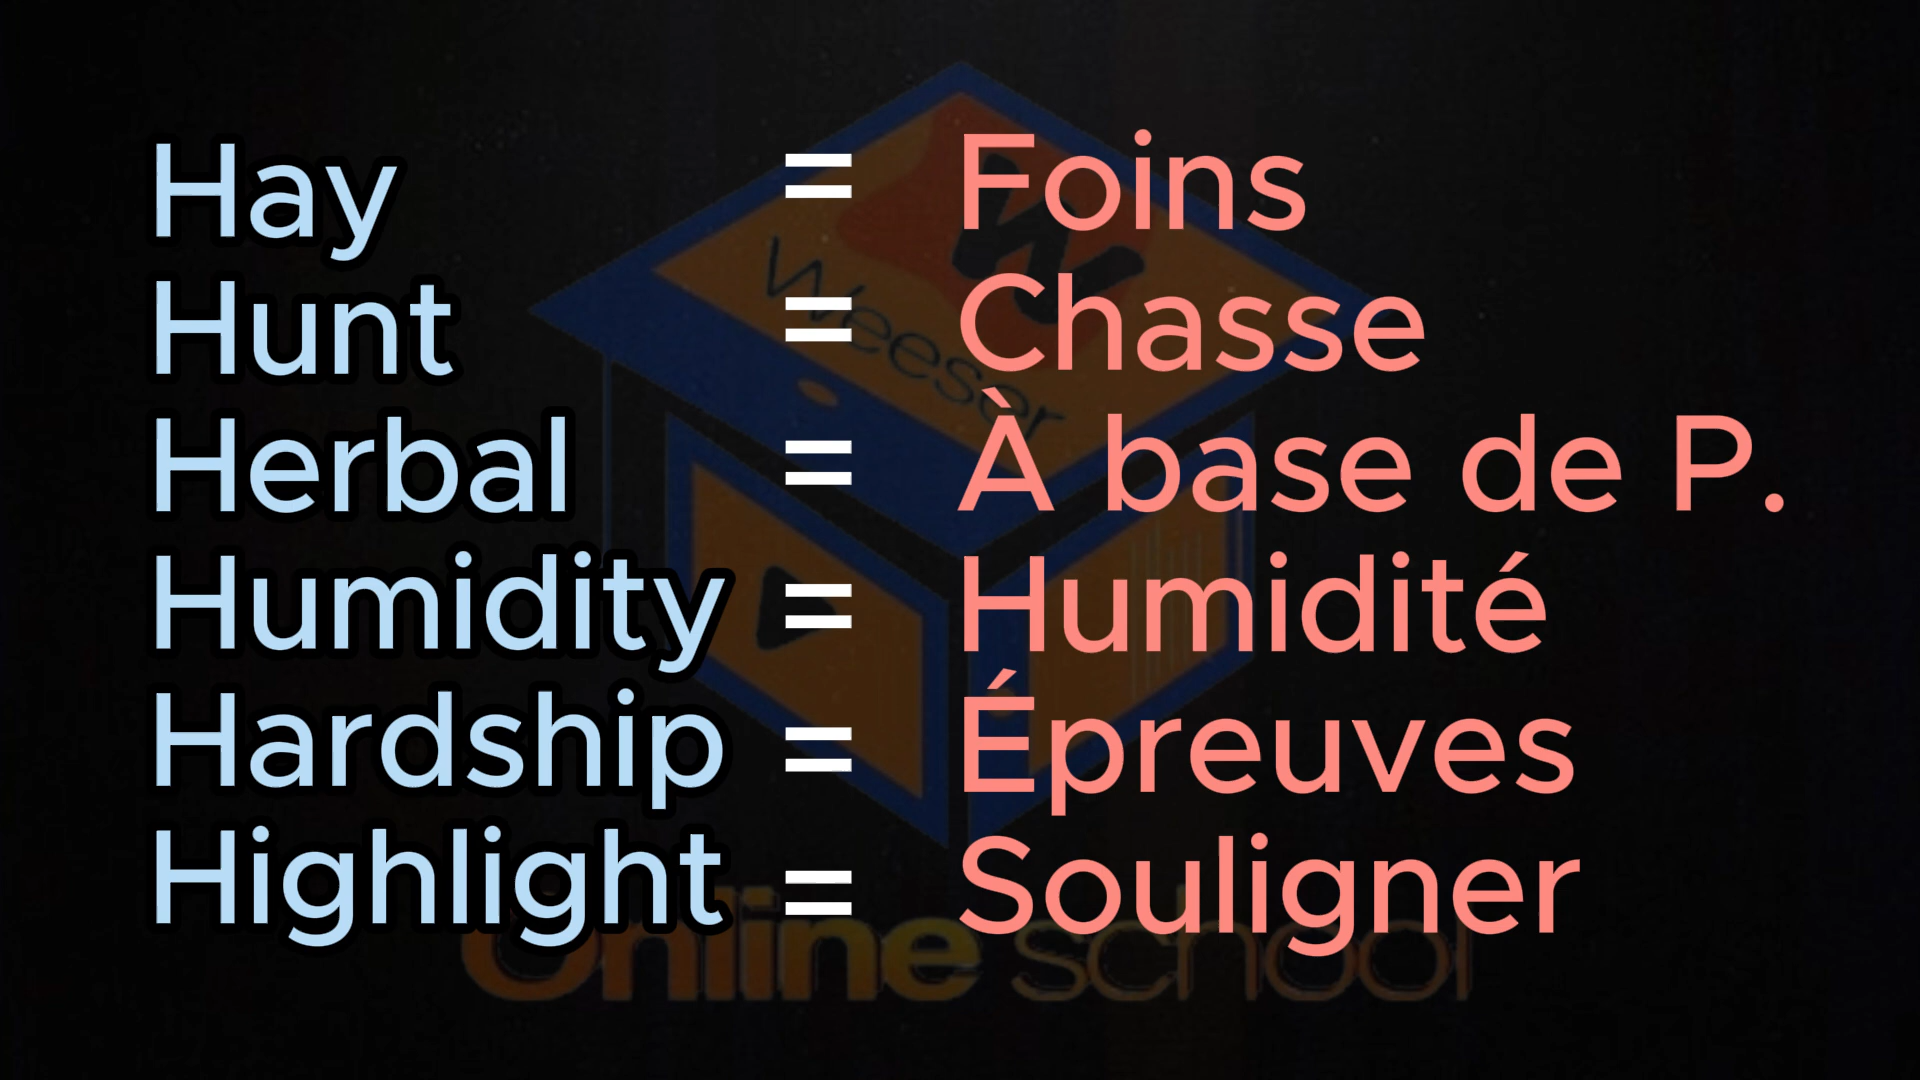 Hay = Foins
Hunt = Chasse
Herbal = À base de P.
Humidity = Humidité
Hardship = Épreuves
Highlight = Souligner
W
Weeser
Online school